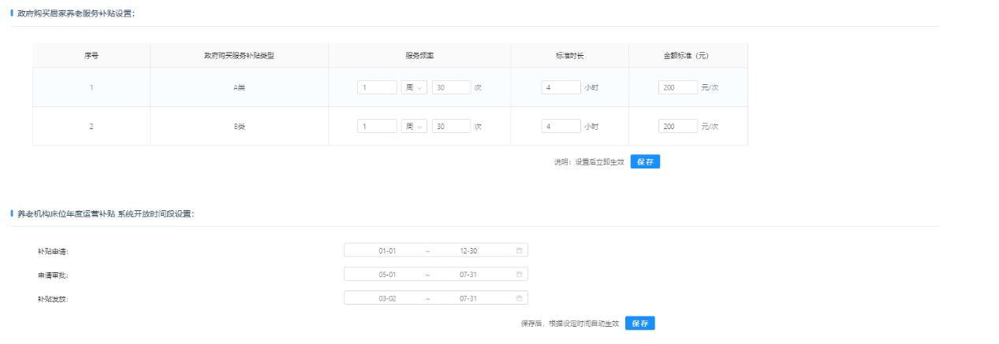 政府购买居家养老服务补贴设置：
序号 政府购买服务补贴类型 服务频率 标准时长 金额标准（元）
1 A类 1 周 30 次 4 小时 200 元/次
2 B类 1 周 30 次 4 小时 200 元/次
说明：设置后立即生效 保存
养老机构床位年度运营补贴 系统开放时间段设置：
补贴申请： 01-01 ~ 12-30
申请审批： 05-01 ~ 07-31
补贴发放： 03-02 ~ 07-31
保存后，根据设定时间自动生效 保存